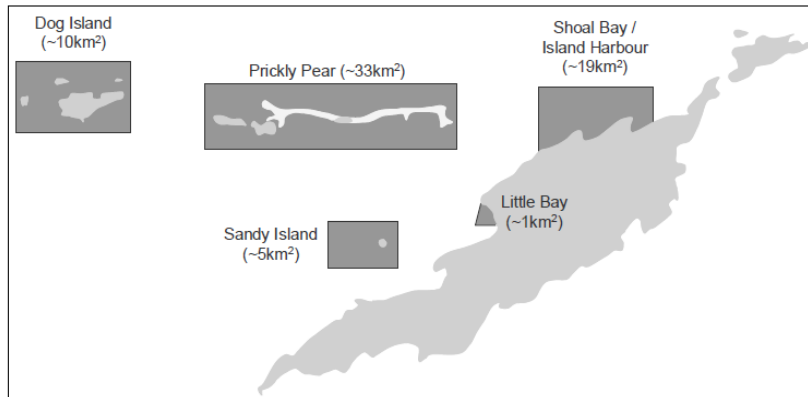 Dog Island
(~10km²)
Prickly Pear (~33km²)
Shoal Bay /
Island Harbour
(~19km²)
Little Bay
(~1km²)
Sandy Island
(~5km²)